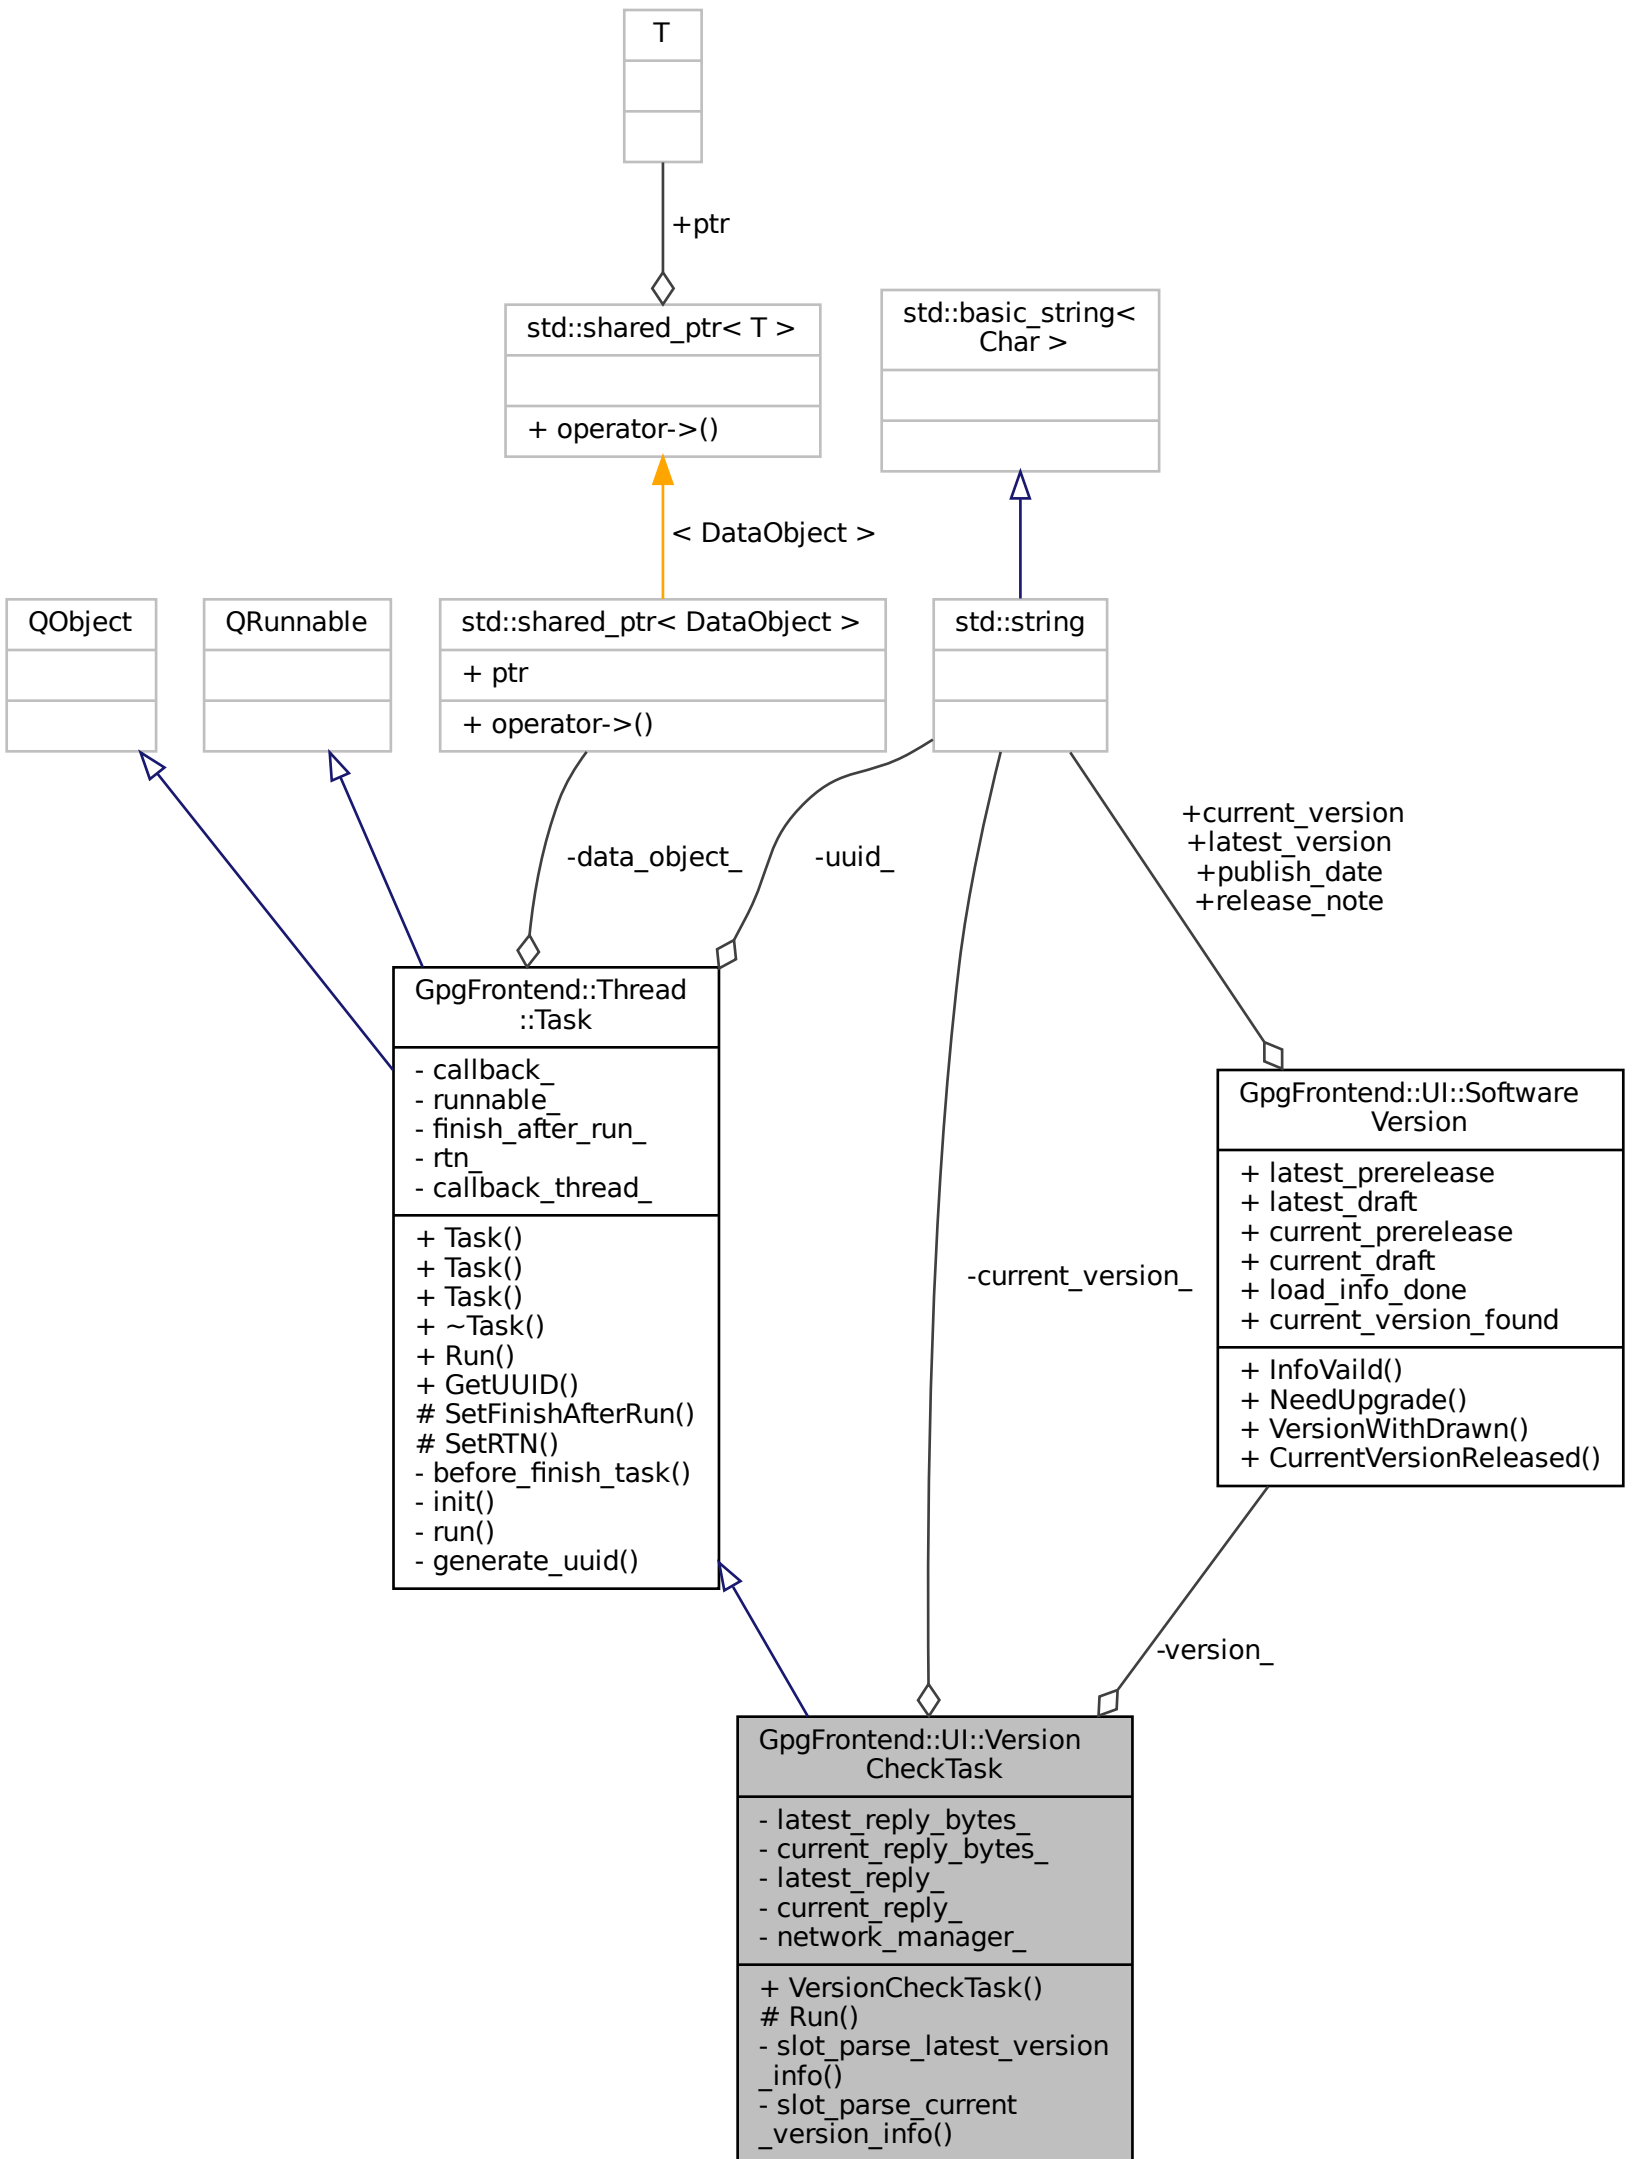 T
+ptr
std::shared_ptr< T >
+ operator->()
std::basic_string<
Char >
< DataObject >
QObject
QRunnable
std::shared_ptr< DataObject >
+ ptr
+ operator->()
std::string
-data_object_
-uuid_
+current_version
+latest_version
+publish_date
+release_note
GpgFrontend::Thread
::Task
- callback_
- runnable_
- finish_after_run_
- rtn_
- callback_thread_
+ Task()
+ Task()
+ Task()
+ ~Task()
+ Run()
+ GetUUID()
# SetFinishAfterRun()
# SetRTN()
- before_finish_task()
- init()
- run()
- generate_uuid()
-current_version_
GpgFrontend::UI::Software
Version
+ latest_prerelease
+ latest_draft
+ current_prerelease
+ current_draft
+ load_info_done
+ current_version_found
+ InfoVaild()
+ NeedUpgrade()
+ VersionWithDrawn()
+ CurrentVersionReleased()
-version_
GpgFrontend::UI::Version
CheckTask
- latest_reply_bytes_
- current_reply_bytes_
- latest_reply_
- current_reply_
- network_manager_
+ VersionCheckTask()
# Run()
- slot_parse_latest_version
_info()
- slot_parse_current
_version_info()